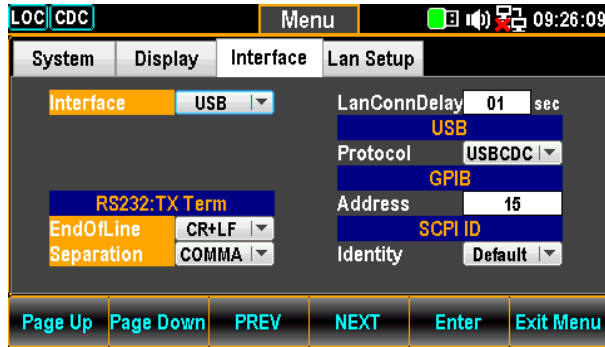 LOC CDC Menu 09:26:09
System Display Interface Lan Setup
Interface USB LanConnDelay 01 sec
USB
Protocol USBCDC
GPIB
RS232:TX Term Address 15
EndOfLine CR+LF SCPI ID
Separation COMMA Identity Default
Page Up Page Down PREV NEXT Enter Exit Menu